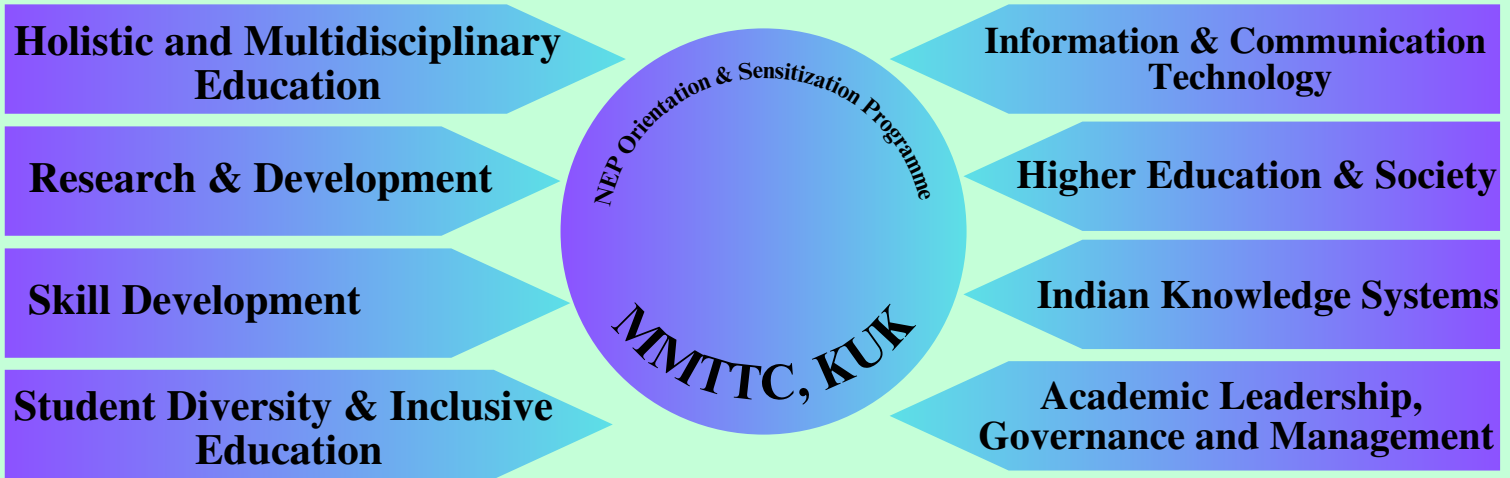 Holistic and Multidisciplinary
Education
Research & Development
Skill Development
Student Diversity & Inclusive
Education
NEP Orientation & Sensitization Programme
MMTTC, KUK
Information & Communication
Technology
Higher Education & Society
Indian Knowledge Systems
Academic Leadership,
Governance and Management